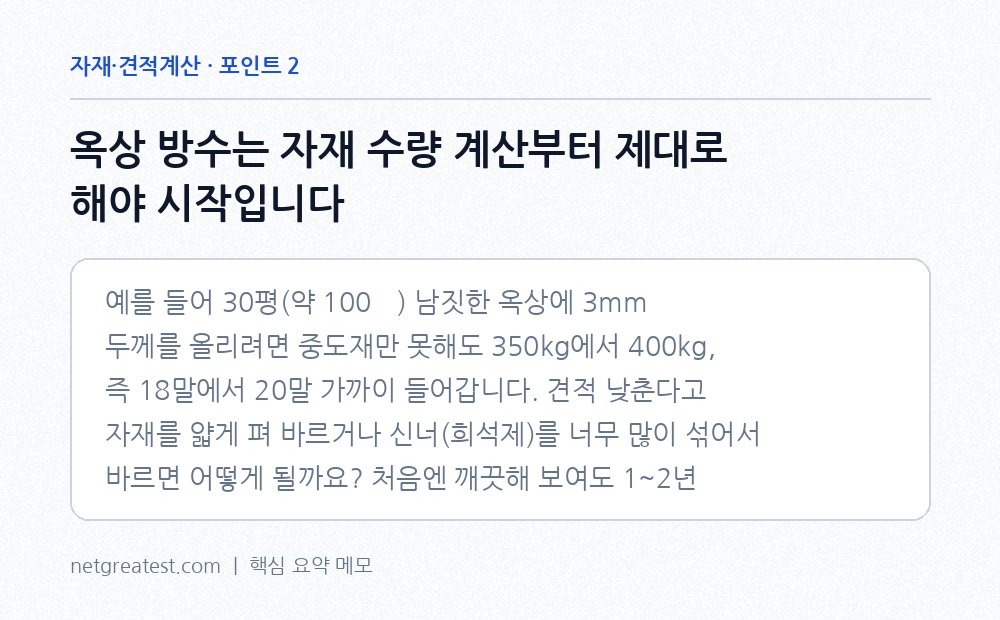 자재·견적계산 · 포인트 2
옥상 방수는 자재 수량 계산부터 제대로
해야 시작입니다
예를 들어 30평(약 100 ) 남짓한 옥상에 3mm
두께를 올리려면 중도재만 못해도 350kg에서 400kg,
즉 18말에서 20말 가까이 들어갑니다. 견적 낮춘다고
자재를 얇게 펴 바르거나 신너(희석제)를 너무 많이 섞어서
바르면 어떻게 될까요? 처음엔 깨끗해 보여도 1~2년
netgreatest.com | 핵심 요약 메모